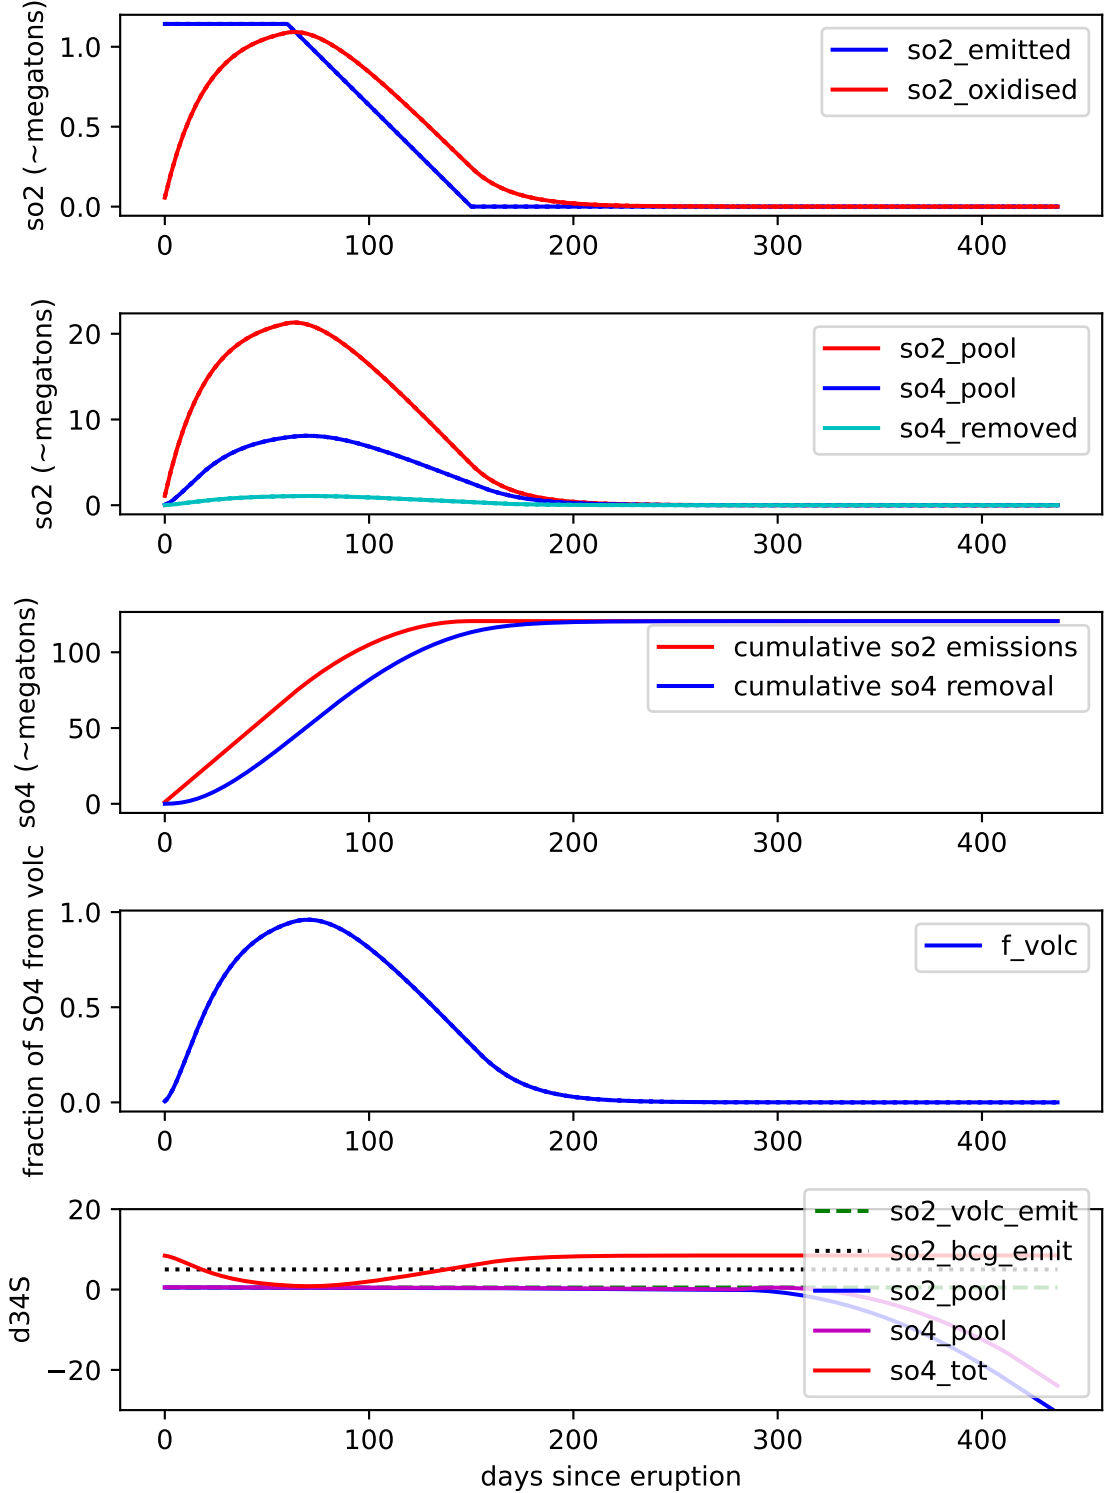 so2 (~megatons)
1.0
0.5
0.0
so2_emitted
so2_oxidised
0 100 200 300 400
so2 (~megatons)
20
10
0
so2_pool
so4_pool
so4_removed
0 100 200 300 400
so4 (~megatons)
100
50
0
cumulative so2 emissions
cumulative so4 removal
0 100 200 300 400
fraction of SO4 from volc
1.0
0.5
0.0
f_volc
0 100 200 300 400
d34S
20
0
−20
so2_volc_emit
so2_bcg_emit
so2_pool
so4_pool
so4_tot
0 100 200 300 400
days since eruption